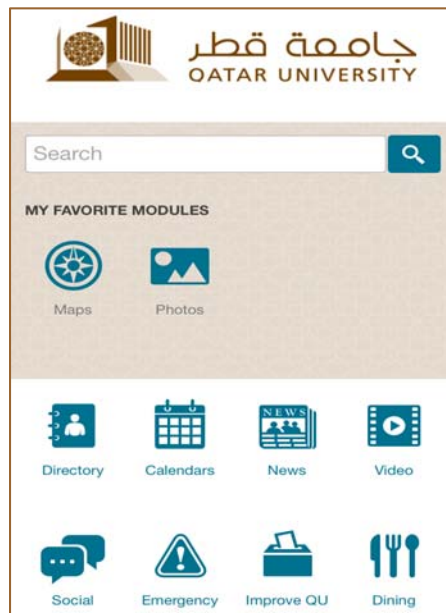 جامعة قطر
QATAR UNIVERSITY
Search
MY FAVORITE MODULES
Maps Photos
NEWS
Directory Calendars News Video
Social Emergency Improve QU Dining